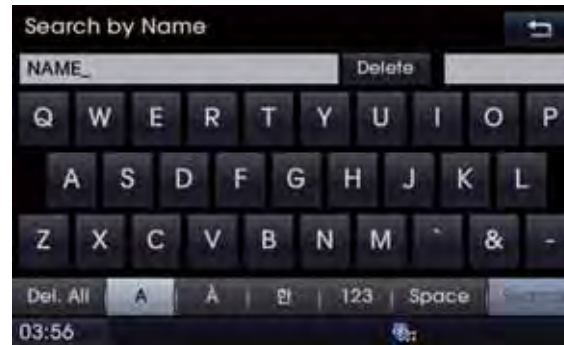 Search by Name
NAME_
Delete
Q W E R T Y U I O P
A S D F G H J K L
Z X C V B N M ` & -
Del. All A À 한 123 Space
03:56